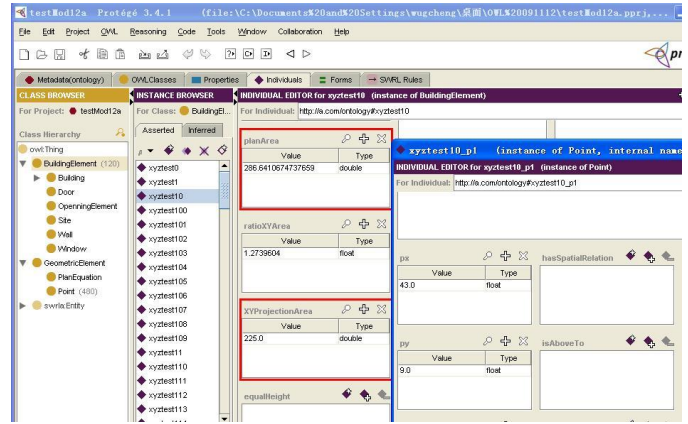 testMod12a Protégé 3.4.1 (file:\C:\Documents%20and%20Settings\wugcheng\桌面\OWL%20091112\testMod12a.pprj,...
File Edit Project OWL Reasoning Code Tools Window Collaboration Help
Metadata(ontology) OWLClasses Properties Individuals Forms SWRL Rules
CLASS BROWSER
For Project: testMod12a
Class Hierarchy
owl:Thing
BuildingElement (120)
Building
Door
OpenningElement
Site
Wall
Window
GeometricElement
PlanEquation
Point (480)
swrla:Entity
INSTANCE BROWSER
For Class: BuildingEl...
Asserted Inferred
xyztest0
xyztest1
xyztest10
xyztest100
xyztest101
xyztest102
xyztest103
xyztest104
xyztest105
xyztest106
xyztest107
xyztest108
xyztest109
xyztest11
xyztest110
xyztest111
xyztest112
xyztest113
INDIVIDUAL EDITOR for xyztest10 (instance of BuildingElement)
For Individual: http://a.com/ontology#xyztest10
planArea
Value Type
286.6410674737659 double
ratioXYArea
Value Type
1.2739604 float
XYProjectionArea
Value Type
225.0 double
equalHeight
xyztest10_p1 (instance of Point, internal name
INDIVIDUAL EDITOR for xyztest10_p1 (instance of Point)
For Individual: http://a.com/ontology#xyztest10_p1
px hasSpatialRelation
Value Type
43.0 float
py isAboveTo
Value Type
9.0 float